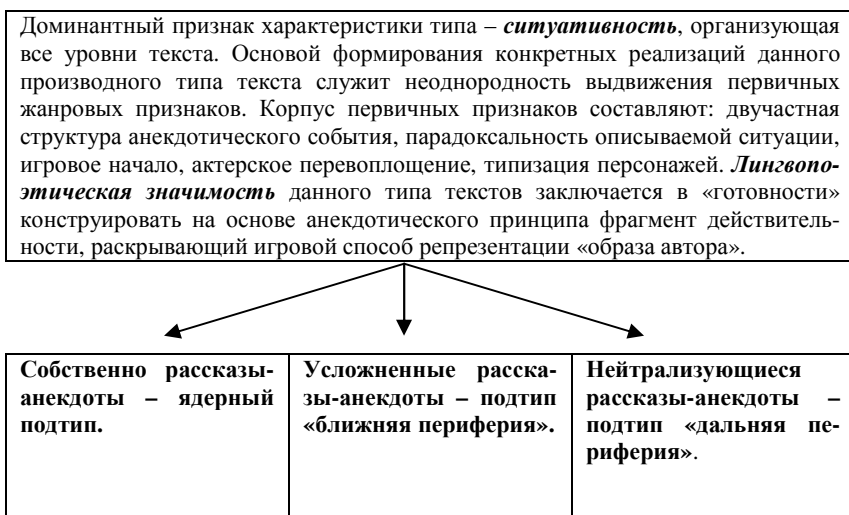 Доминантный признак характеристики типа – ситуативность, организующая
все уровни текста. Основой формирования конкретных реализаций данного
производного типа текста служит неоднородность выдвижения первичных
жанровых признаков. Корпус первичных признаков составляют: двучастная
структура анекдотического события, парадоксальность описываемой ситуации,
игровое начало, актерское перевоплощение, типизация персонажей. Лингвопо-
этическая значимость данного типа текстов заключается в «готовности»
конструировать на основе анекдотического принципа фрагмент действитель-
ности, раскрывающий игровой способ репрезентации «образа автора».
Собственно рассказы-
анекдоты – ядерный
подтип.
Усложненные расска-
зы-анекдоты – подтип
«ближняя периферия».
Нейтрализующиеся
рассказы-анекдоты –
подтип «дальняя пе-
риферия».